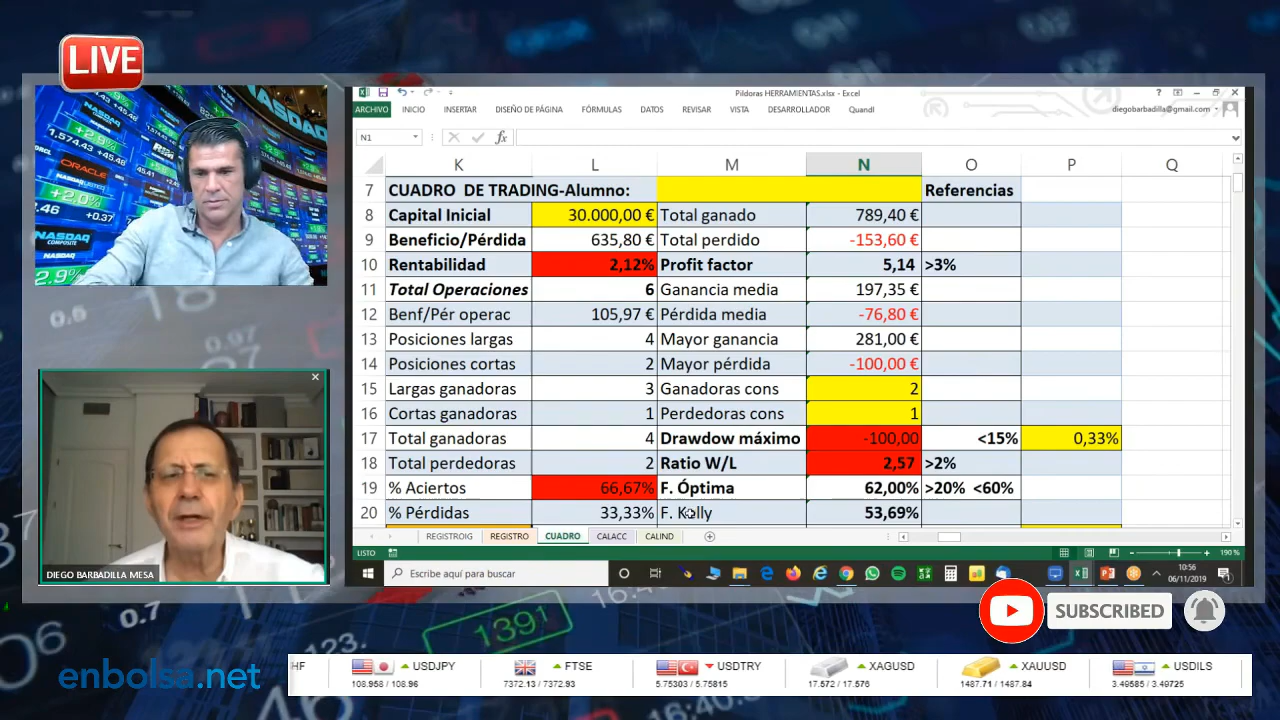 LIVE
Pildoras HERRAMIENTAS.xlsx - Excel
ARCHIVO INICIO INSERTAR DISEÑO DE PÁGINA FÓRMULAS DATOS REVISAR VISTA DESARROLLADOR Quandl diegobarbadilla@gmail.com
N1 fx
K L M N O P Q
7 CUADRO DE TRADING-Alumno: Referencias
8 Capital Inicial 30.000,00 € Total ganado 789,40 €
9 Beneficio/Pérdida 635,80 € Total perdido -153,60 €
10 Rentabilidad 2,12% Profit factor 5,14 >3%
11 Total Operaciones 6 Ganancia media 197,35 €
12 Benf/Pér operac 105,97 € Pérdida media -76,80 €
13 Posiciones largas 4 Mayor ganancia 281,00 €
14 Posiciones cortas 2 Mayor pérdida -100,00 €
15 Largas ganadoras 3 Ganadoras cons 2
16 Cortas ganadoras 1 Perdedoras cons 1
17 Total ganadoras 4 Drawdow máximo -100,00 <15% 0,33%
18 Total perdedoras 2 Ratio W/L 2,57 >2%
19 % Aciertos 66,67% F. Óptima 62,00% >20% <60%
20 % Pérdidas 33,33% F. Kelly 53,69%
REGISTROIG REGISTRO CUADRO CALACC CALIND
LISTO 190 %
Escribe aquí para buscar
10:56
06/11/2019
DIEGO BARBADILLA MESA
SUBSCRIBED
enbolsa.net
HF USDJPY FTSE USDTRY XAGUSD XAUUSD USDILS
108.958 / 108.96 7372.13 / 7372.93 5.75303 / 5.75815 17.572 / 17.576 1487.71 / 1487.84 3.49585 / 3.49725